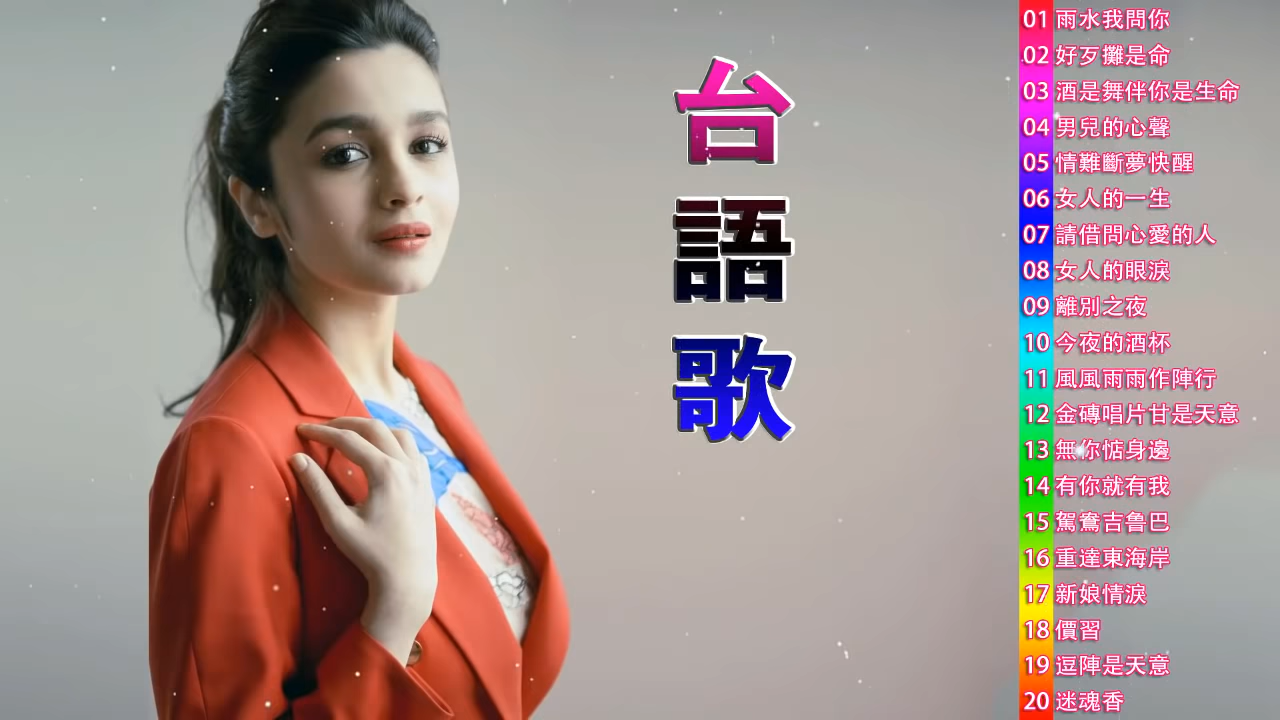 台
語
歌
01 雨水我問你
02 好歹攤是命
03 酒是舞伴你是生命
04 男兒的心聲
05 情難斷夢快醒
06 女人的一生
07 請借問心愛的人
08 女人的眼淚
09 離別之夜
10 今夜的酒杯
11 風風雨雨作陣行
12 金磚唱片甘是天意
13 無你惦身邊
14 有你就有我
15 鴛鴦吉魯巴
16 重達東海岸
17 新娘情淚
18 價習
19 逗陣是天意
20 迷魂香